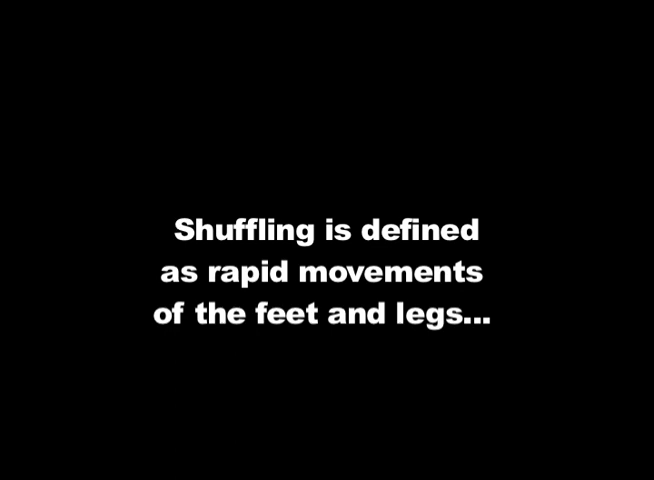 Shuffling is defined
as rapid movements
of the feet and legs...